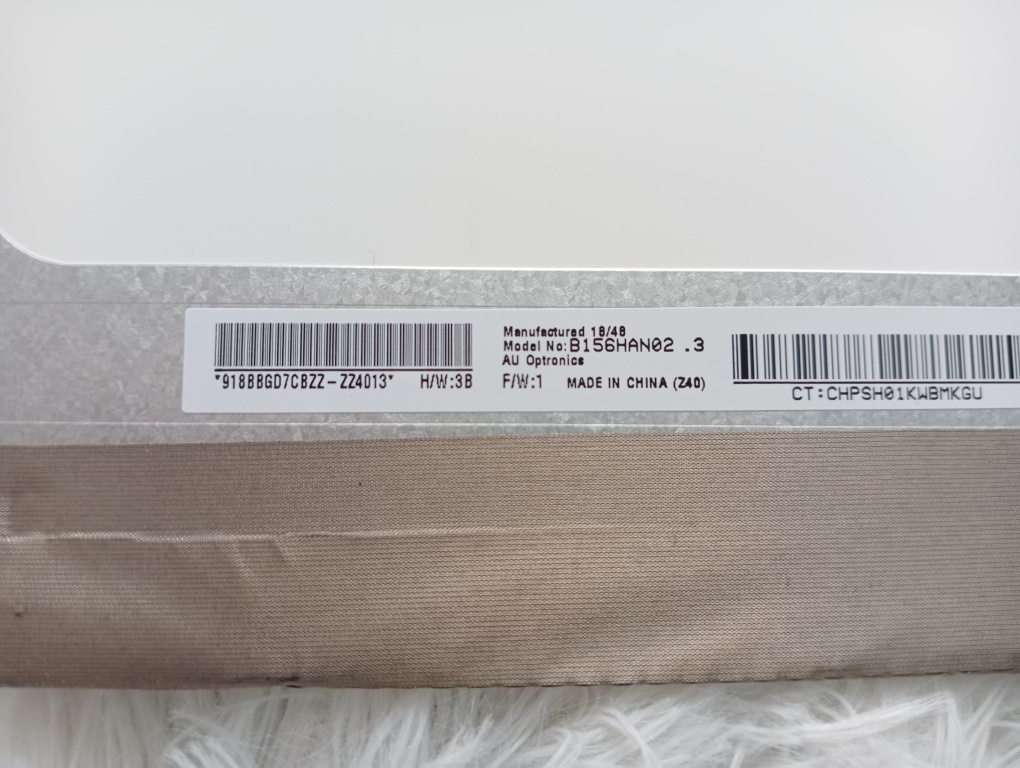 *918BBGD7CBZZ-ZZ4013* H/W:3B
Manufactured 18/48
Model No:B156HAN02 .3
AU Optronics
F/W:1 MADE IN CHINA (Z40)
CT:CHPSH01KWBMKGU